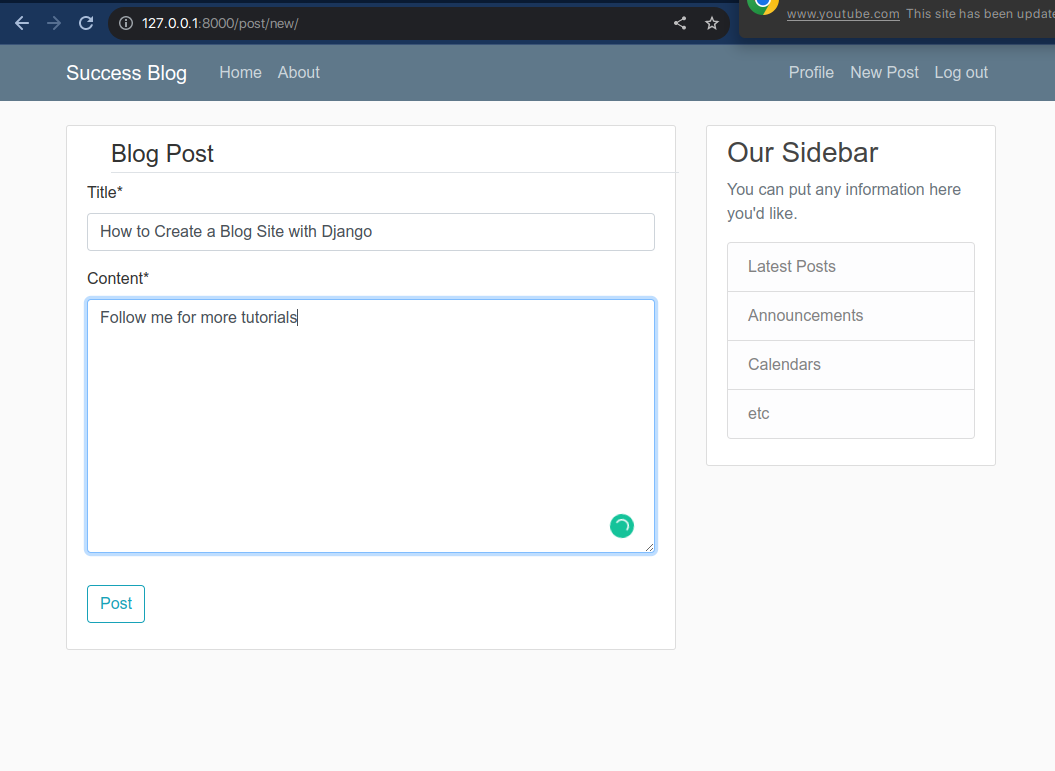 127.0.0.1:8000/post/new/
www.youtube.com This site has been update
Success Blog Home About Profile New Post Log out
Blog Post
Title*
How to Create a Blog Site with Django
Content*
Follow me for more tutorials
Post
Our Sidebar
You can put any information here
you'd like.
Latest Posts
Announcements
Calendars
etc